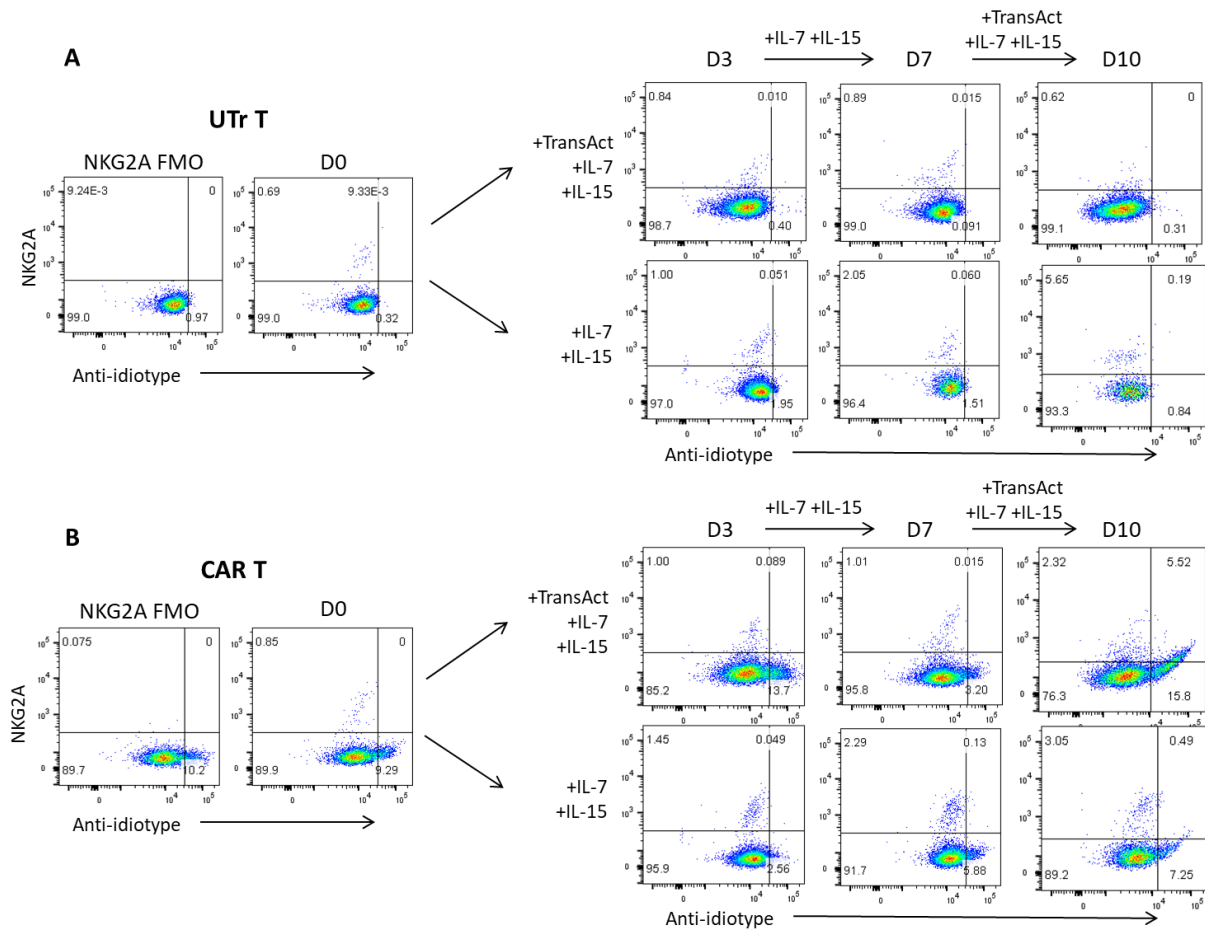 A
UTr T
NKG2A FMO
D0
+IL-7 +IL-15
+TransAct
+IL-7 +IL-15
D3
D7
D10
+TransAct
+IL-7
+IL-15
+IL-7
+IL-15
NKG2A
9.24E-3
0
99.0
0.97
0.69
9.33E-3
99.0
0.32
0.84
0.010
98.7
0.40
0.89
0.015
99.0
0.091
0.62
0
99.1
0.31
1.00
0.051
97.0
1.95
2.05
0.060
96.4
1.51
5.65
0.19
93.3
0.84
Anti-idiotype
Anti-idiotype
B
CAR T
NKG2A FMO
D0
+IL-7 +IL-15
+TransAct
+IL-7 +IL-15
D3
D7
D10
+TransAct
+IL-7
+IL-15
+IL-7
+IL-15
NKG2A
0.075
0
89.7
10.2
0.85
0
89.9
9.29
1.00
0.089
85.2
13.7
1.01
0.015
95.8
3.20
2.32
5.52
76.3
15.8
1.45
0.049
95.9
2.56
2.29
0.13
91.7
5.88
3.05
0.49
89.2
7.25
Anti-idiotype
Anti-idiotype